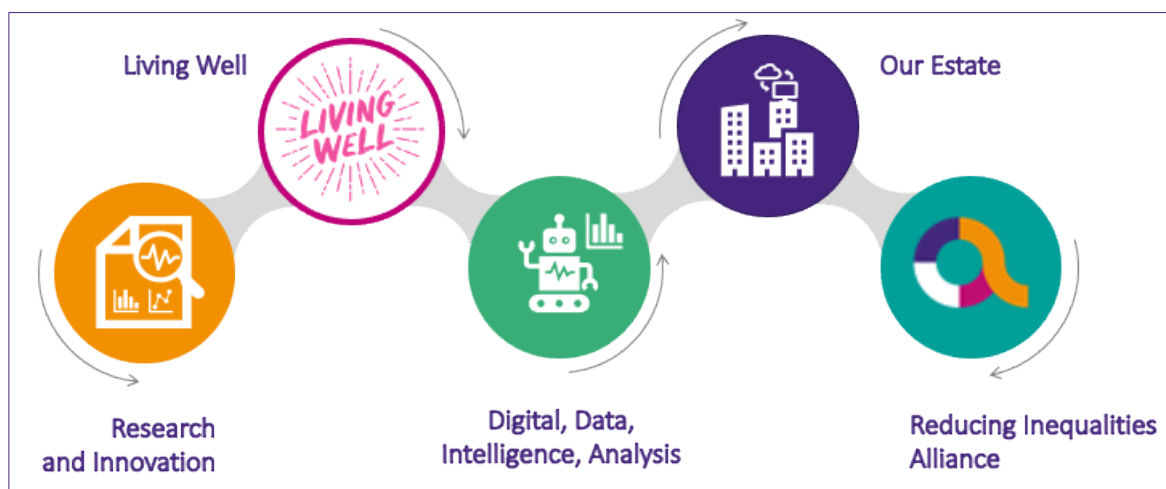 Living Well
LIVING
WELL
Our Estate
Research
and Innovation
Digital, Data,
Intelligence, Analysis
Reducing Inequalities
Alliance